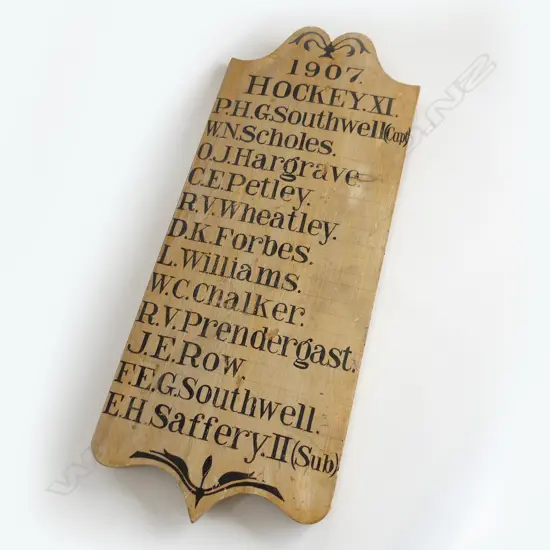 1907.
HOCKEY.XI.
P.H.G.Southwell(Capt)
W.N.Scholes.
O.J.Hargrave.
C.E.Petley.
R.V.Wheatley.
D.K.Forbes.
L.Williams.
W.C.Chalker.
R.V.Prendergast.
J.E.Row
F.E.G.Southwell.
E.H.Saffery.II(Sub)